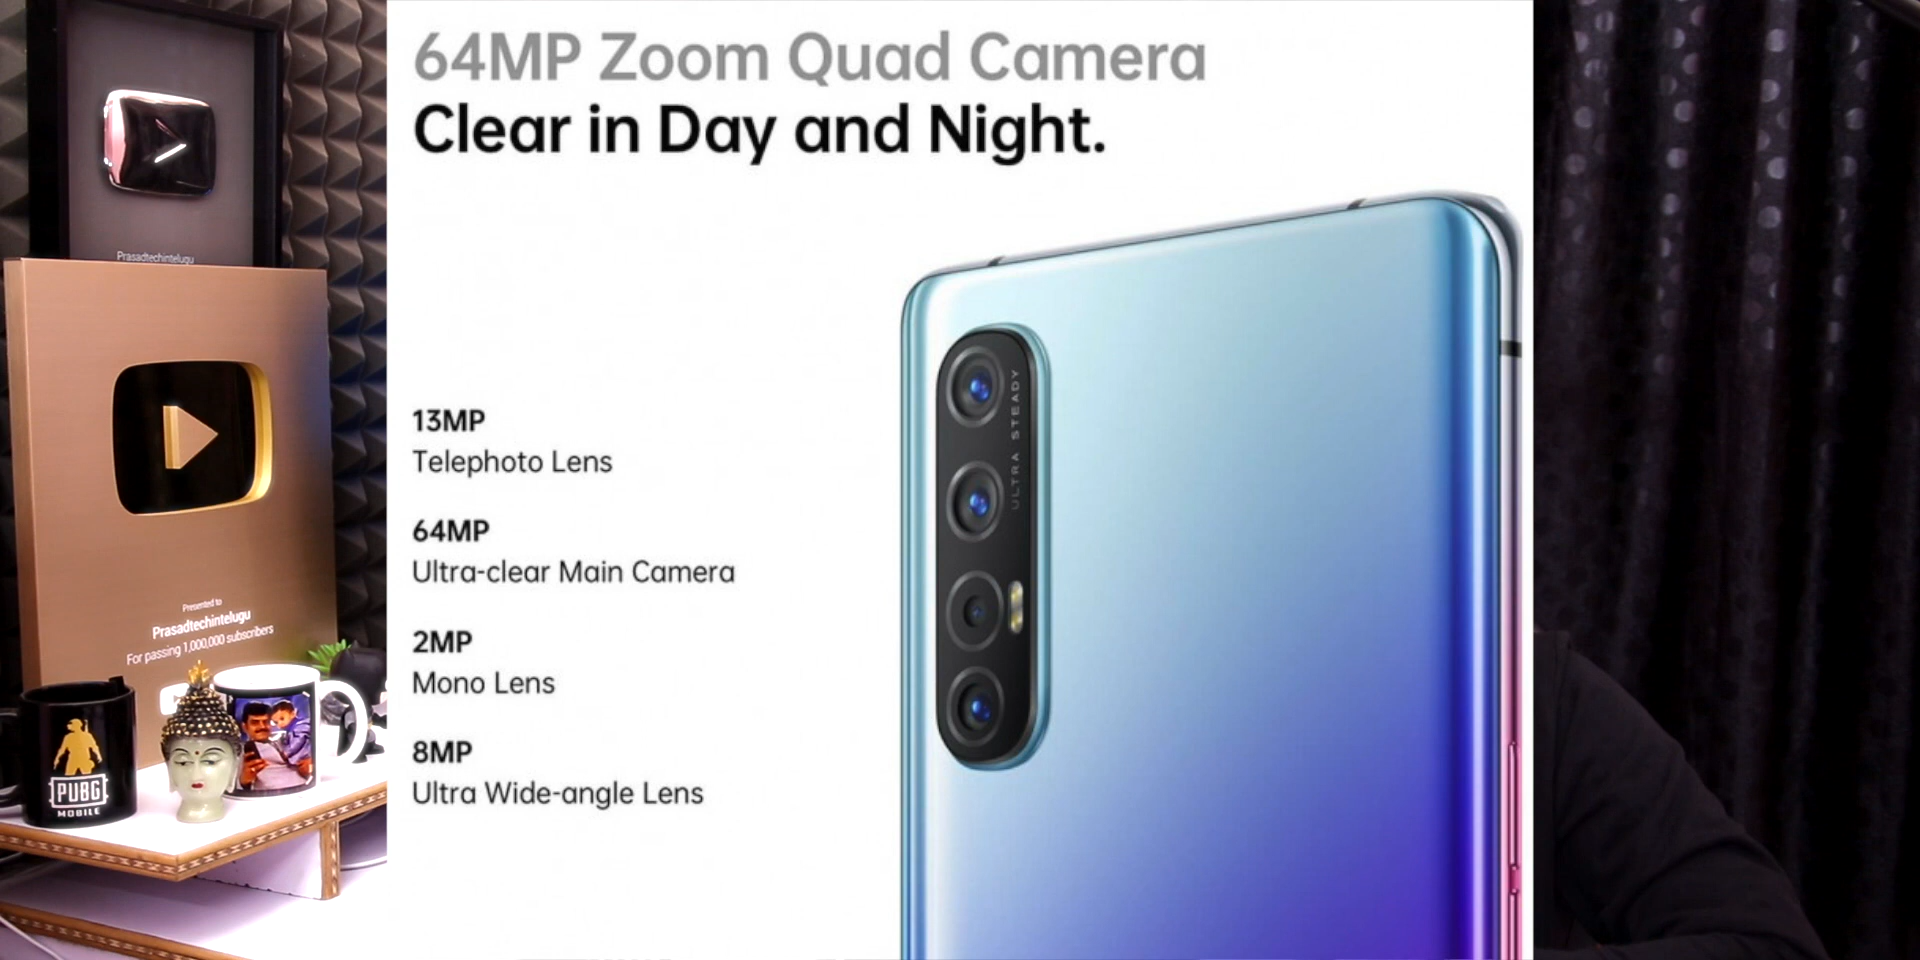 64MP Zoom Quad Camera
Clear in Day and Night.
13MP
Telephoto Lens
64MP
Ultra-clear Main Camera
2MP
Mono Lens
8MP
Ultra Wide-angle Lens
ULTRA STEADY
Prasadtechintelugu
Presented to
Prasadtechintelugu
For passing 1,000,000 subscribers
PUBG
MOBILE